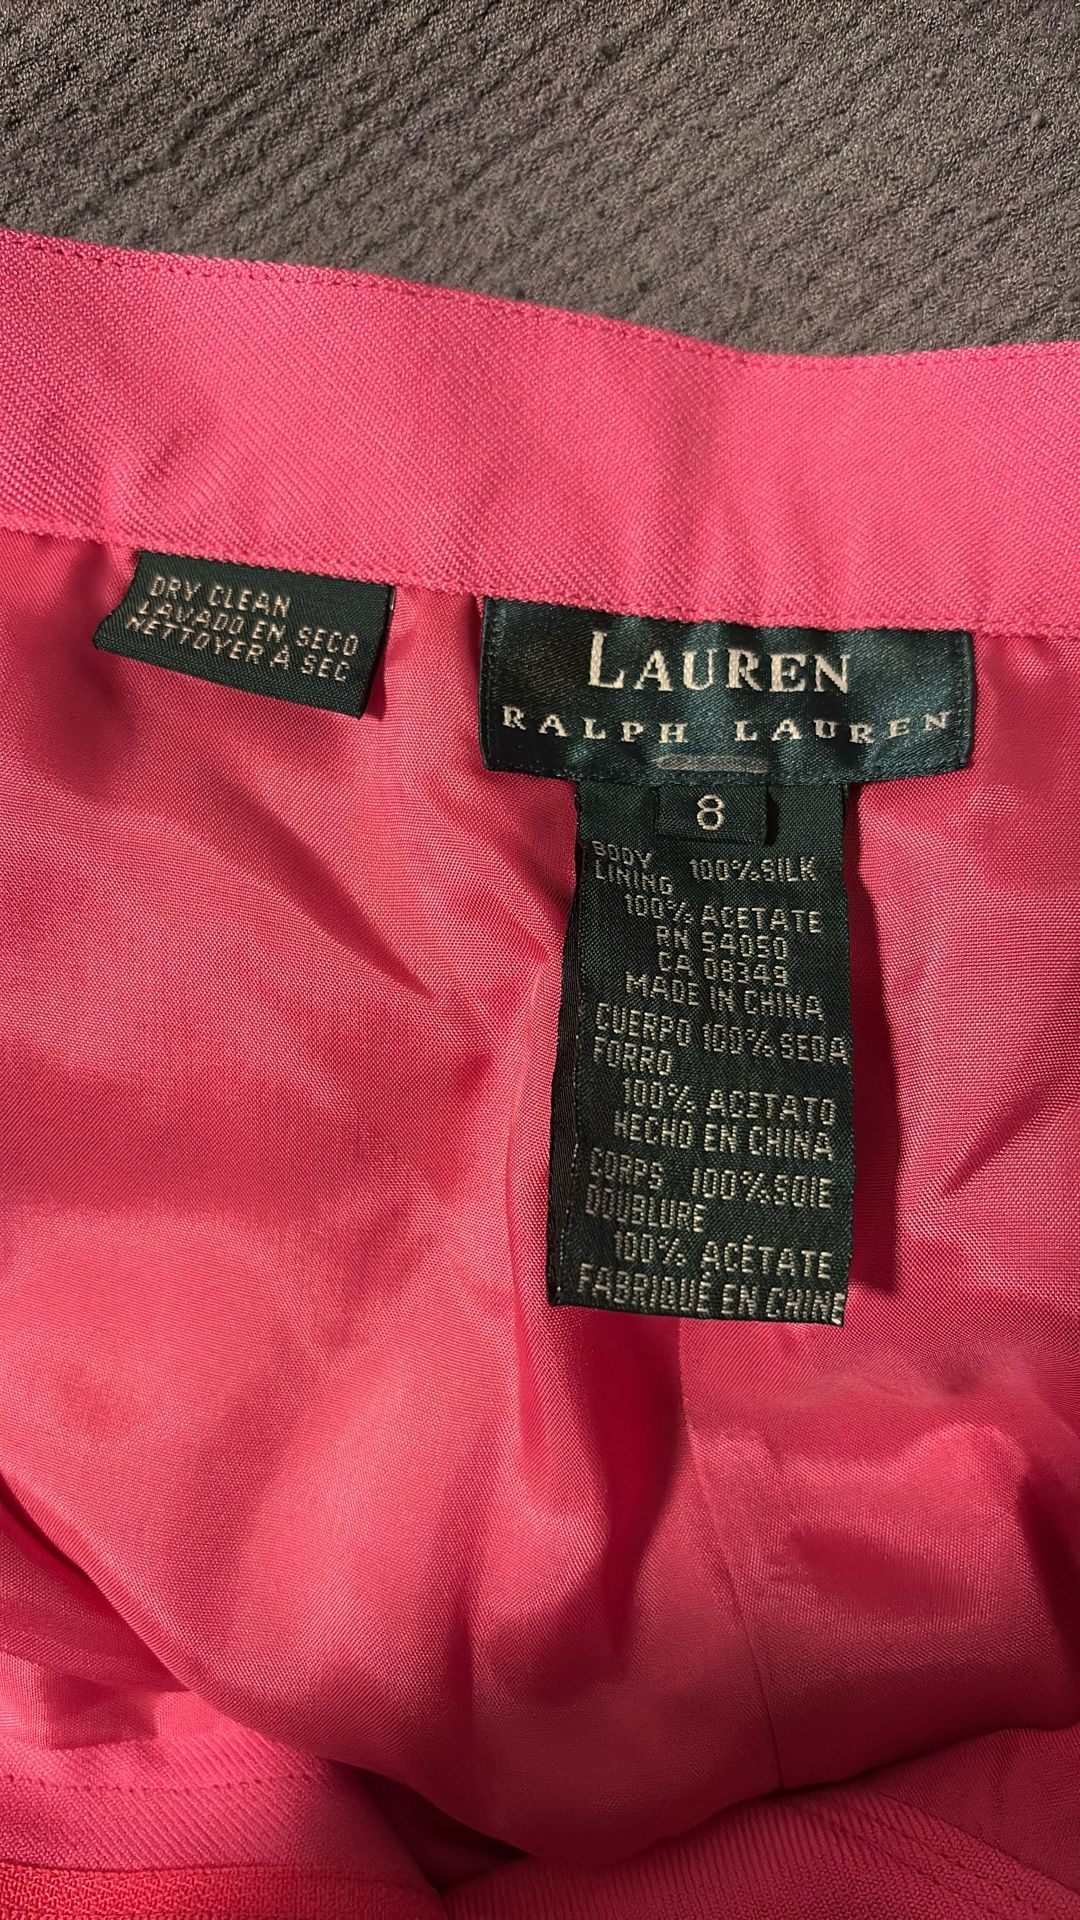 DRY CLEAN
LAVADO EN SECO
NETTOYER À SEC
LAUREN
RALPH LAUREN
8
BODY 100% SILK
LINING
100% ACETATE
RN 54050
CA 08349
MADE IN CHINA
CUERPO 100% SEDA
FORRO
100% ACETATO
HECHO EN CHINA
CORPS 100% SOIE
DOUBLURE
100% ACÉTATE
FABRIQUÉ EN CHINE